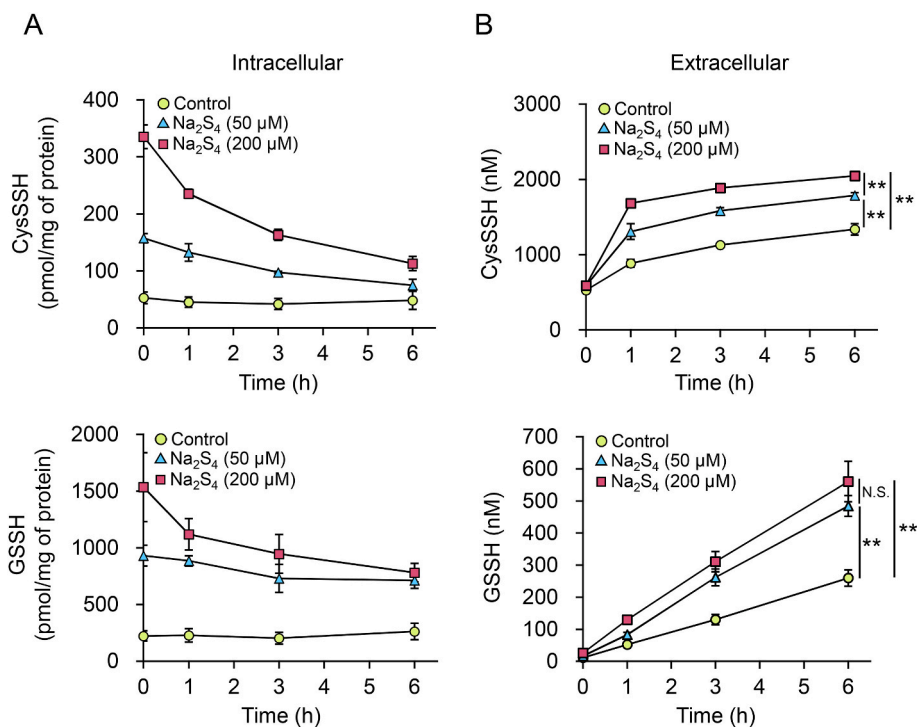 A
B
Intracellular
Extracellular
CysSSH
(pmol/mg of protein)
400
300
200
100
0
Control
Na₂S₄ (50 µM)
Na₂S₄ (200 µM)
0 1 2 3 4 5 6
Time (h)
CysSSH (nM)
3000
2000
1000
0
Control
Na₂S₄ (50 µM)
Na₂S₄ (200 µM)
**
**
**
0 1 2 3 4 5 6
Time (h)
GSSH
(pmol/mg of protein)
2000
1500
1000
500
0
Control
Na₂S₄ (50 µM)
Na₂S₄ (200 µM)
0 1 2 3 4 5 6
Time (h)
GSSH (nM)
700
600
500
400
300
200
100
0
Control
Na₂S₄ (50 µM)
Na₂S₄ (200 µM)
N.S.
**
**
0 1 2 3 4 5 6
Time (h)